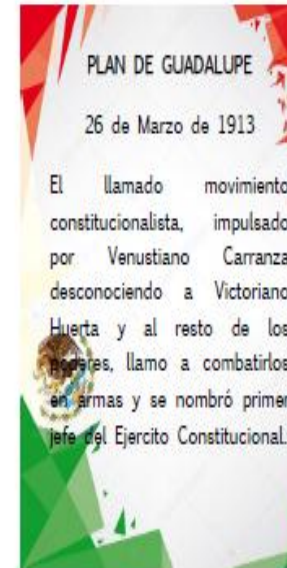 PLAN DE GUADALUPE
26 de Marzo de 1913
El llamado movimiento
constitucionalista, impulsado
por Venustiano Carranza
desconociendo a Victoriano
Huerta y al resto de los
poderes, llamo a combatirlos
en armas y se nombró primer
jefe del Ejercito Constitucional.